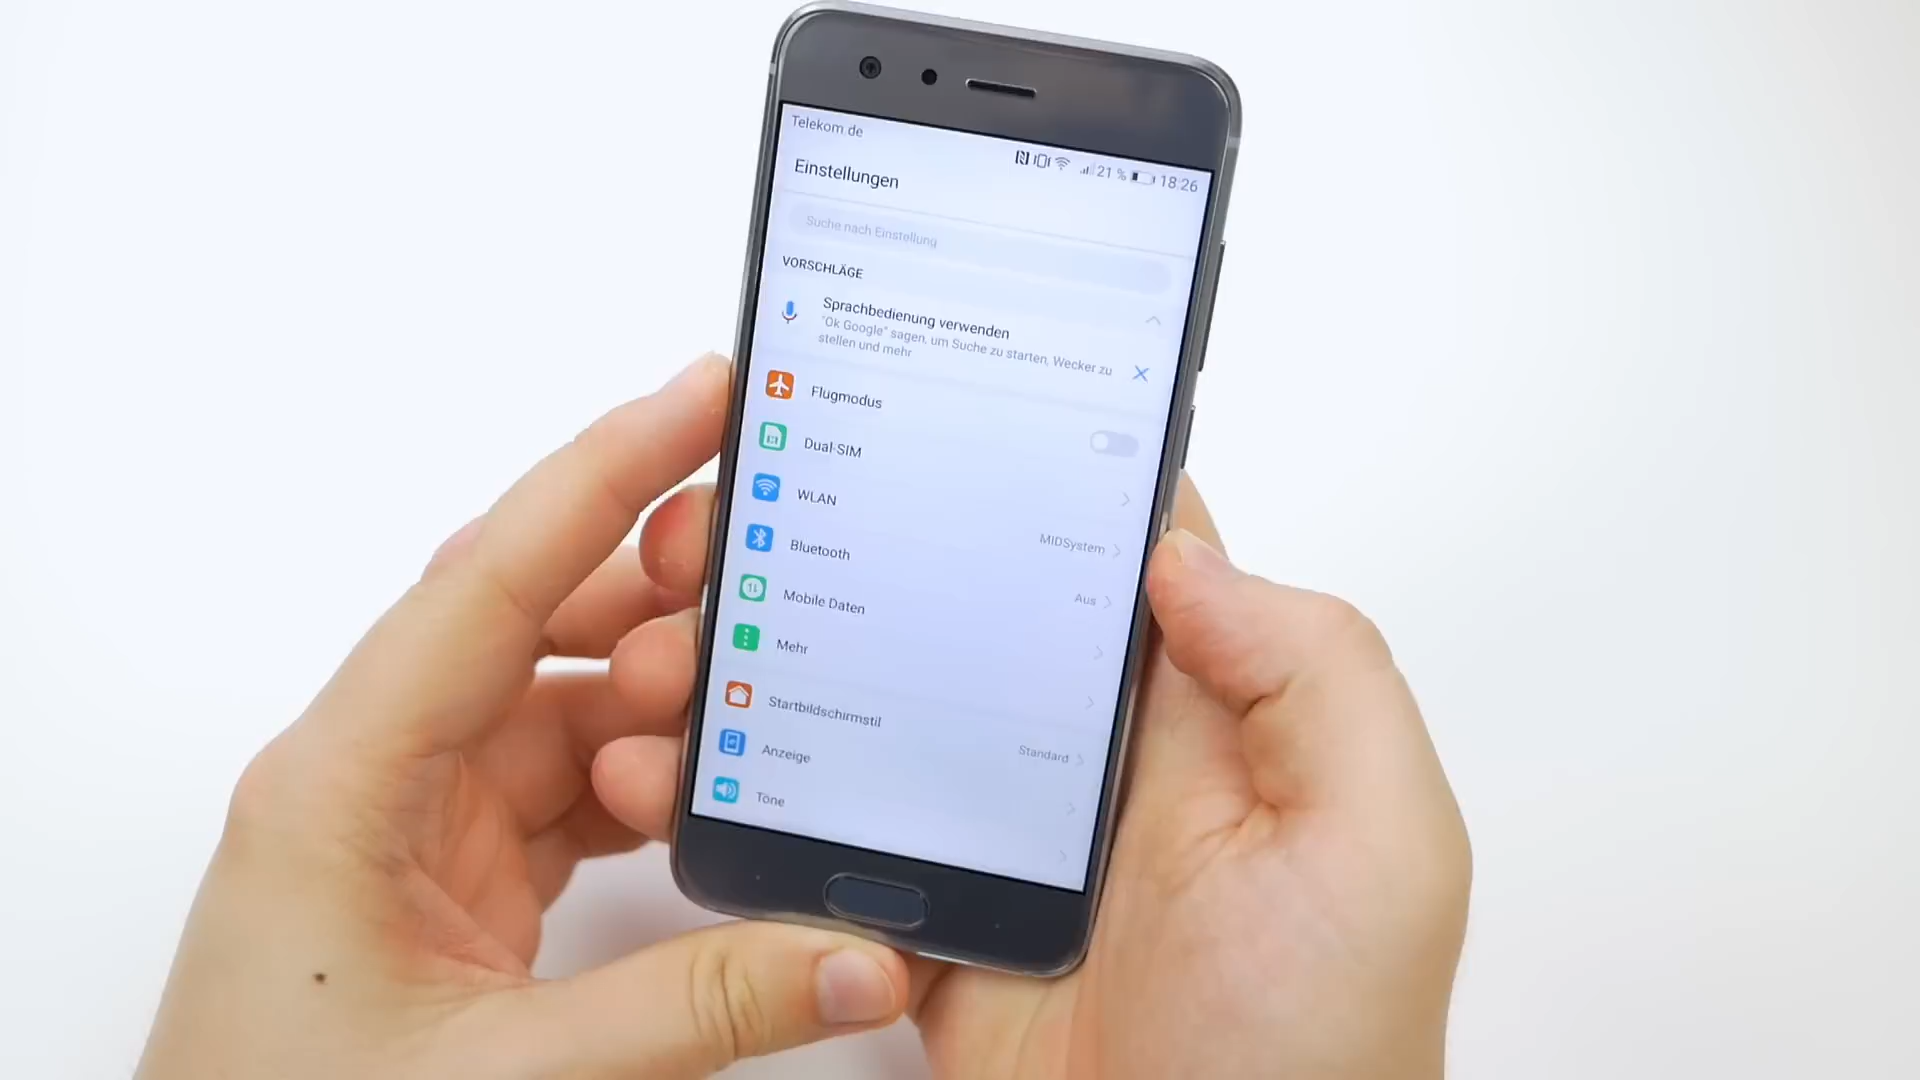 Telekom de
21 % 18:26
Einstellungen
Suche nach Einstellung
VORSCHLÄGE
Sprachbedienung verwenden
"Ok Google" sagen, um Suche zu starten, Wecker zu
stellen und mehr
Flugmodus
Dual-SIM
WLAN
MIDSystem
Bluetooth
Aus
Mobile Daten
Mehr
Startbildschirmstil
Standard
Anzeige
Töne